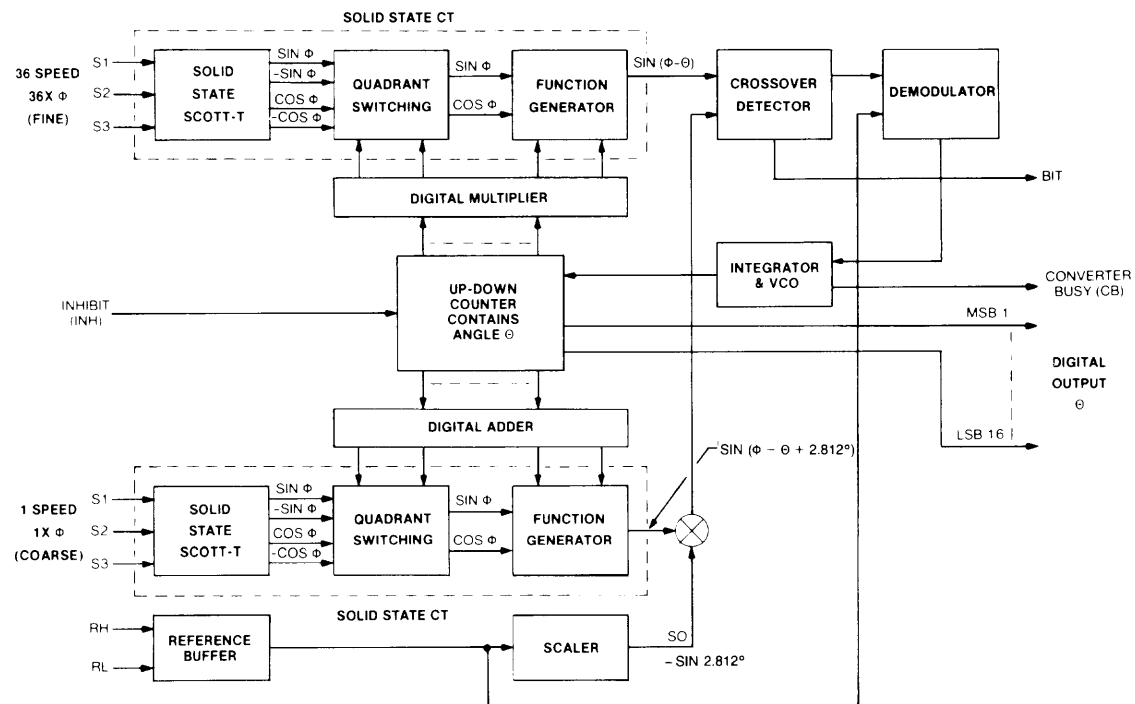 SOLID STATE CT
36 SPEED
36X Φ
(FINE)
S1
S2
S3
SOLID
STATE
SCOTT-T
SIN Φ
-SIN Φ
COS Φ
-COS Φ
QUADRANT
SWITCHING
SIN Φ
COS Φ
FUNCTION
GENERATOR
SIN (Φ-Θ)
CROSSOVER
DETECTOR
DEMODULATOR
BIT
DIGITAL MULTIPLIER
INTEGRATOR
& VCO
CONVERTER
BUSY (CB)
INHIBIT
(INH)
UP-DOWN
COUNTER
CONTAINS
ANGLE Θ
MSB 1
DIGITAL
OUTPUT
Θ
LSB 16
DIGITAL ADDER
SIN (Φ – Θ + 2.812°)
1 SPEED
1X Φ
(COARSE)
S1
S2
S3
SOLID
STATE
SCOTT-T
SIN Φ
-SIN Φ
COS Φ
-COS Φ
QUADRANT
SWITCHING
SIN Φ
COS Φ
FUNCTION
GENERATOR
SOLID STATE CT
RH
RL
REFERENCE
BUFFER
SCALER
SO
– SIN 2.812°